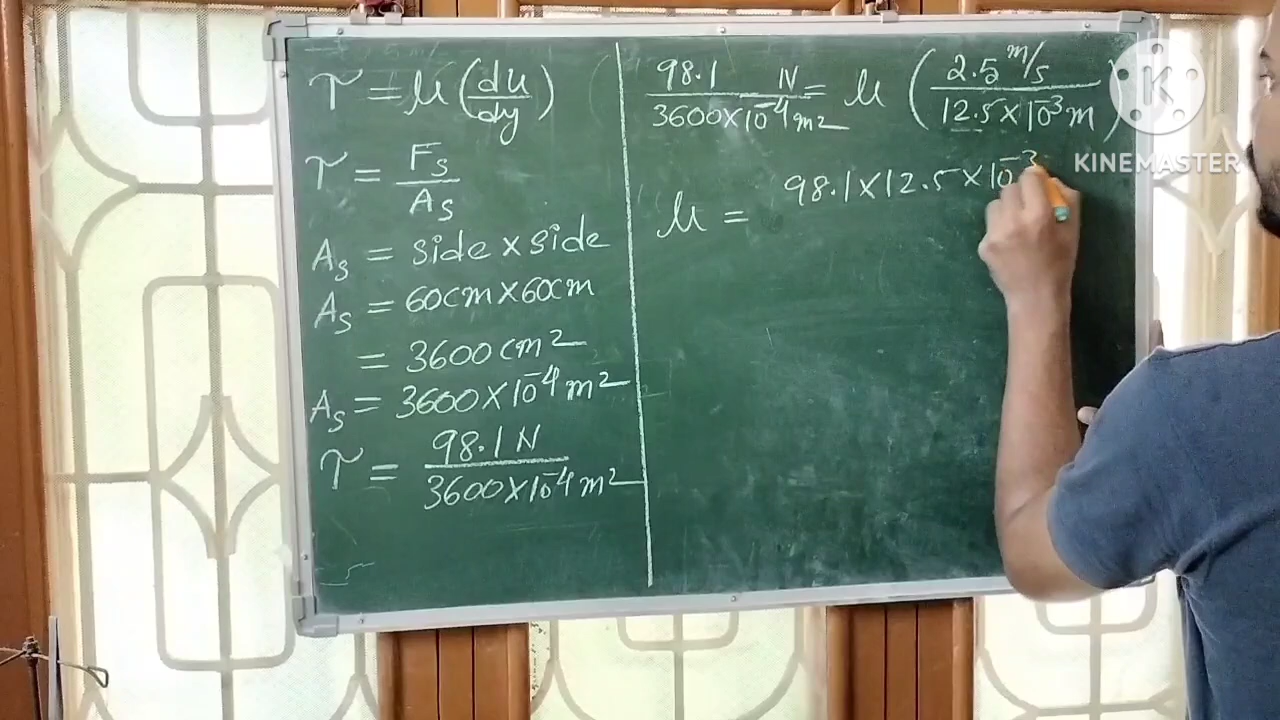 τ = μ (du/dy)
τ = Fs/As
As = side × side
As = 60cm × 60cm
= 3600 cm²
As = 3600 × 10⁻⁴ m²
τ = 98.1 N / 3600 × 10⁻⁴ m²
98.1 N / 3600 × 10⁻⁴ m² = μ (2.5 m/s / 12.5 × 10⁻³ m)
μ = 98.1 × 12.5 × 10⁻³
K
KINEMASTER